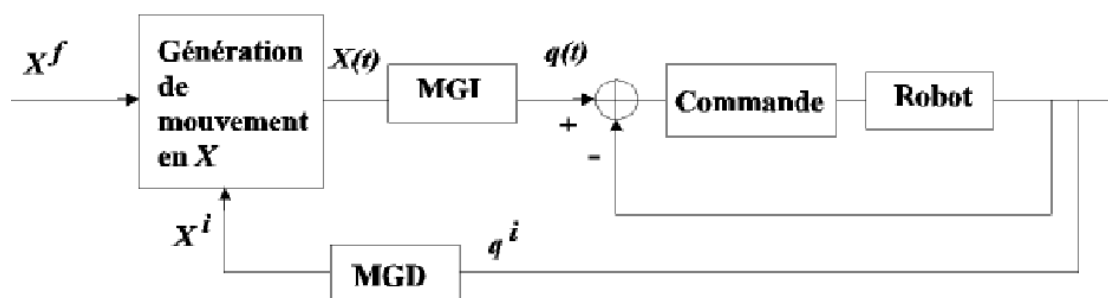 X^f
Génération
de
mouvement
en X
X(t)
MGI
q(t)
+
-
Commande
Robot
X^i
MGD
q^i